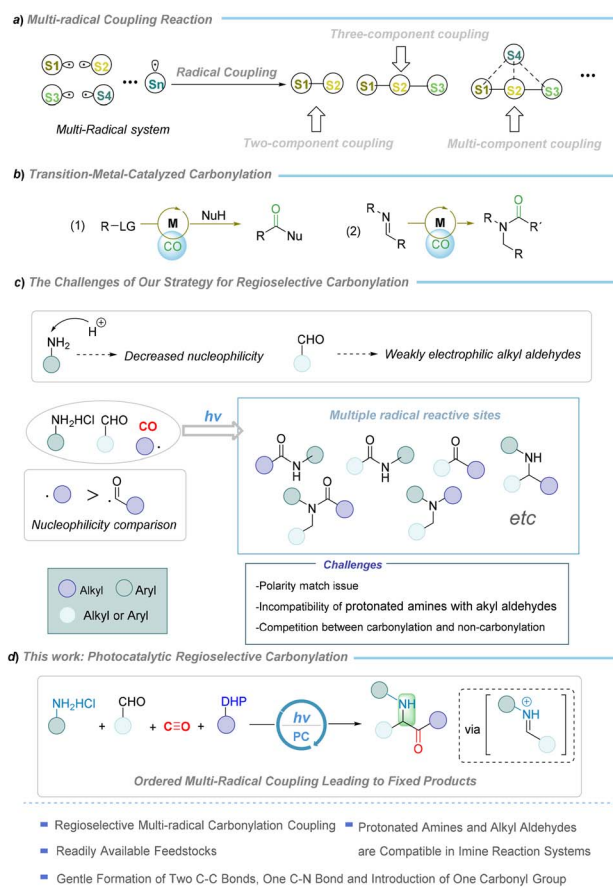 a) Multi-radical Coupling Reaction
Three-component coupling
S1 S2
S3 S4
... Sn
Radical Coupling
S1 S2
S1 S2 S3
S4
S1 S2 S3
...
Multi-Radical system
Two-component coupling
Multi-component coupling
b) Transition-Metal-Catalyzed Carbonylation
(1) R-LG M CO NuH O R Nu
(2) R N R M CO R N O R R
c) The Challenges of Our Strategy for Regioselective Carbonylation
H+
NH2
Decreased nucleophilicity
CHO
Weakly electrophilic alkyl aldehydes
NH2HCl CHO CO
hv
Multiple radical reactive sites
O N H
O N H
O
NH
O N
N
etc
· > · O
Nucleophilicity comparison
Alkyl Aryl
Alkyl or Aryl
Challenges
-Polarity match issue
-Incompatibility of protonated amines with akyl aldehydes
-Competition between carbonylation and non-carbonylation
d) This work: Photocatalytic Regioselective Carbonylation
NH2HCl + CHO + C≡O + DHP
hv
PC
NH
O
via
+
NH
Ordered Multi-Radical Coupling Leading to Fixed Products
Regioselective Multi-radical Carbonylation Coupling
Readily Available Feedstocks
Protonated Amines and Alkyl Aldehydes
are Compatible in Imine Reaction Systems
Gentle Formation of Two C-C Bonds, One C-N Bond and Introduction of One Carbonyl Group